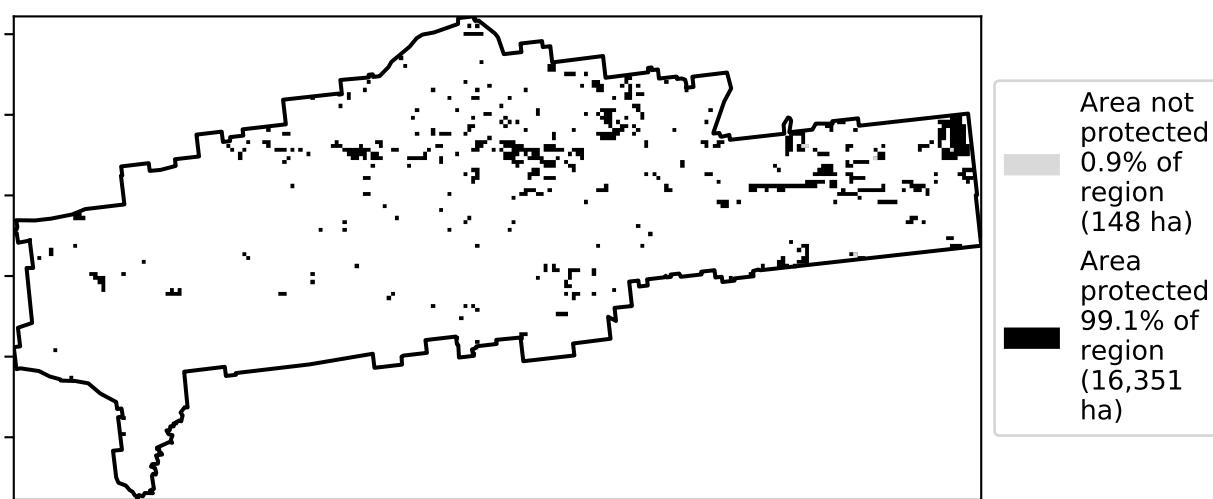 Area not
protected
0.9% of
region
(148 ha)
Area
protected
99.1% of
region
(16,351
ha)